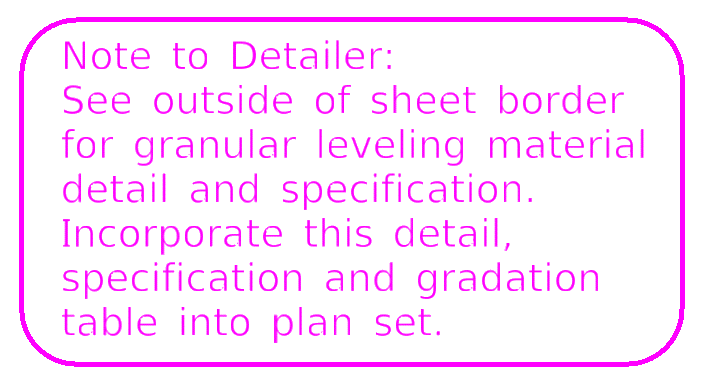 Note to Detailer:
See outside of sheet border
for granular leveling material
detail and specification.
Incorporate this detail,
specification and gradation
table into plan set.